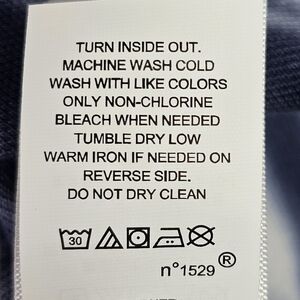 TURN INSIDE OUT.
MACHINE WASH COLD
WASH WITH LIKE COLORS
ONLY NON-CHLORINE
BLEACH WHEN NEEDED
TUMBLE DRY LOW
WARM IRON IF NEEDED ON
REVERSE SIDE.
DO NOT DRY CLEAN
30
n°1529®